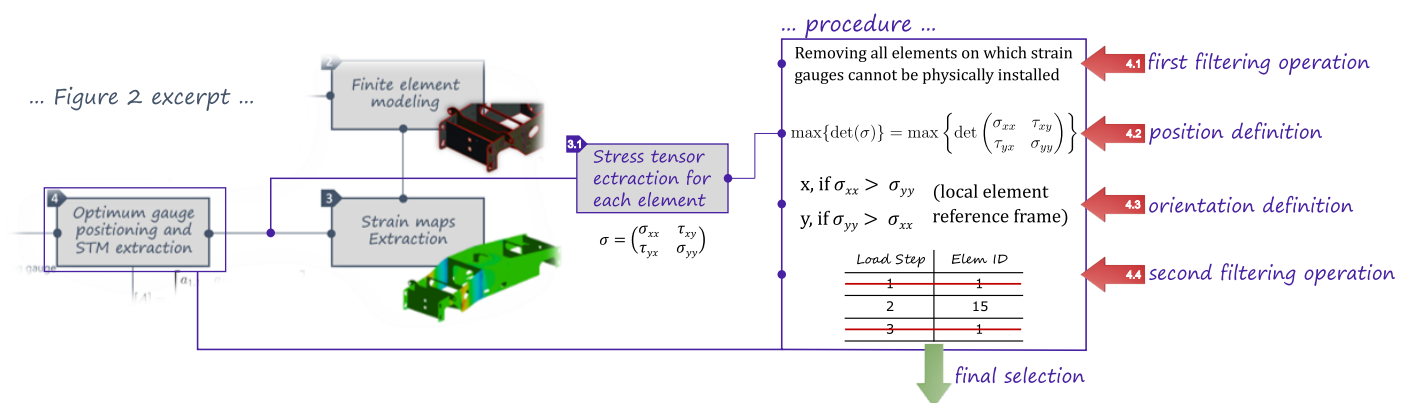 ... procedure ...
Removing all elements on which strain
gauges cannot be physically installed
4.1 first filtering operation
... Figure 2 excerpt ...
2
Finite element
modeling
max{det(σ)} = max {det (σxx τxy
τyx σyy)}
4.2 position definition
3.1
Stress tensor
ectraction for
each element
σ = (σxx τxy
τyx σyy)
4
Optimum gauge
positioning and
STM extraction
3
Strain maps
Extraction
x, if σxx > σyy
y, if σyy > σxx
(local element
reference frame)
4.3 orientation definition
gauge
a1
Load Step Elem ID
1 1
2 15
3 1
4.4 second filtering operation
final selection